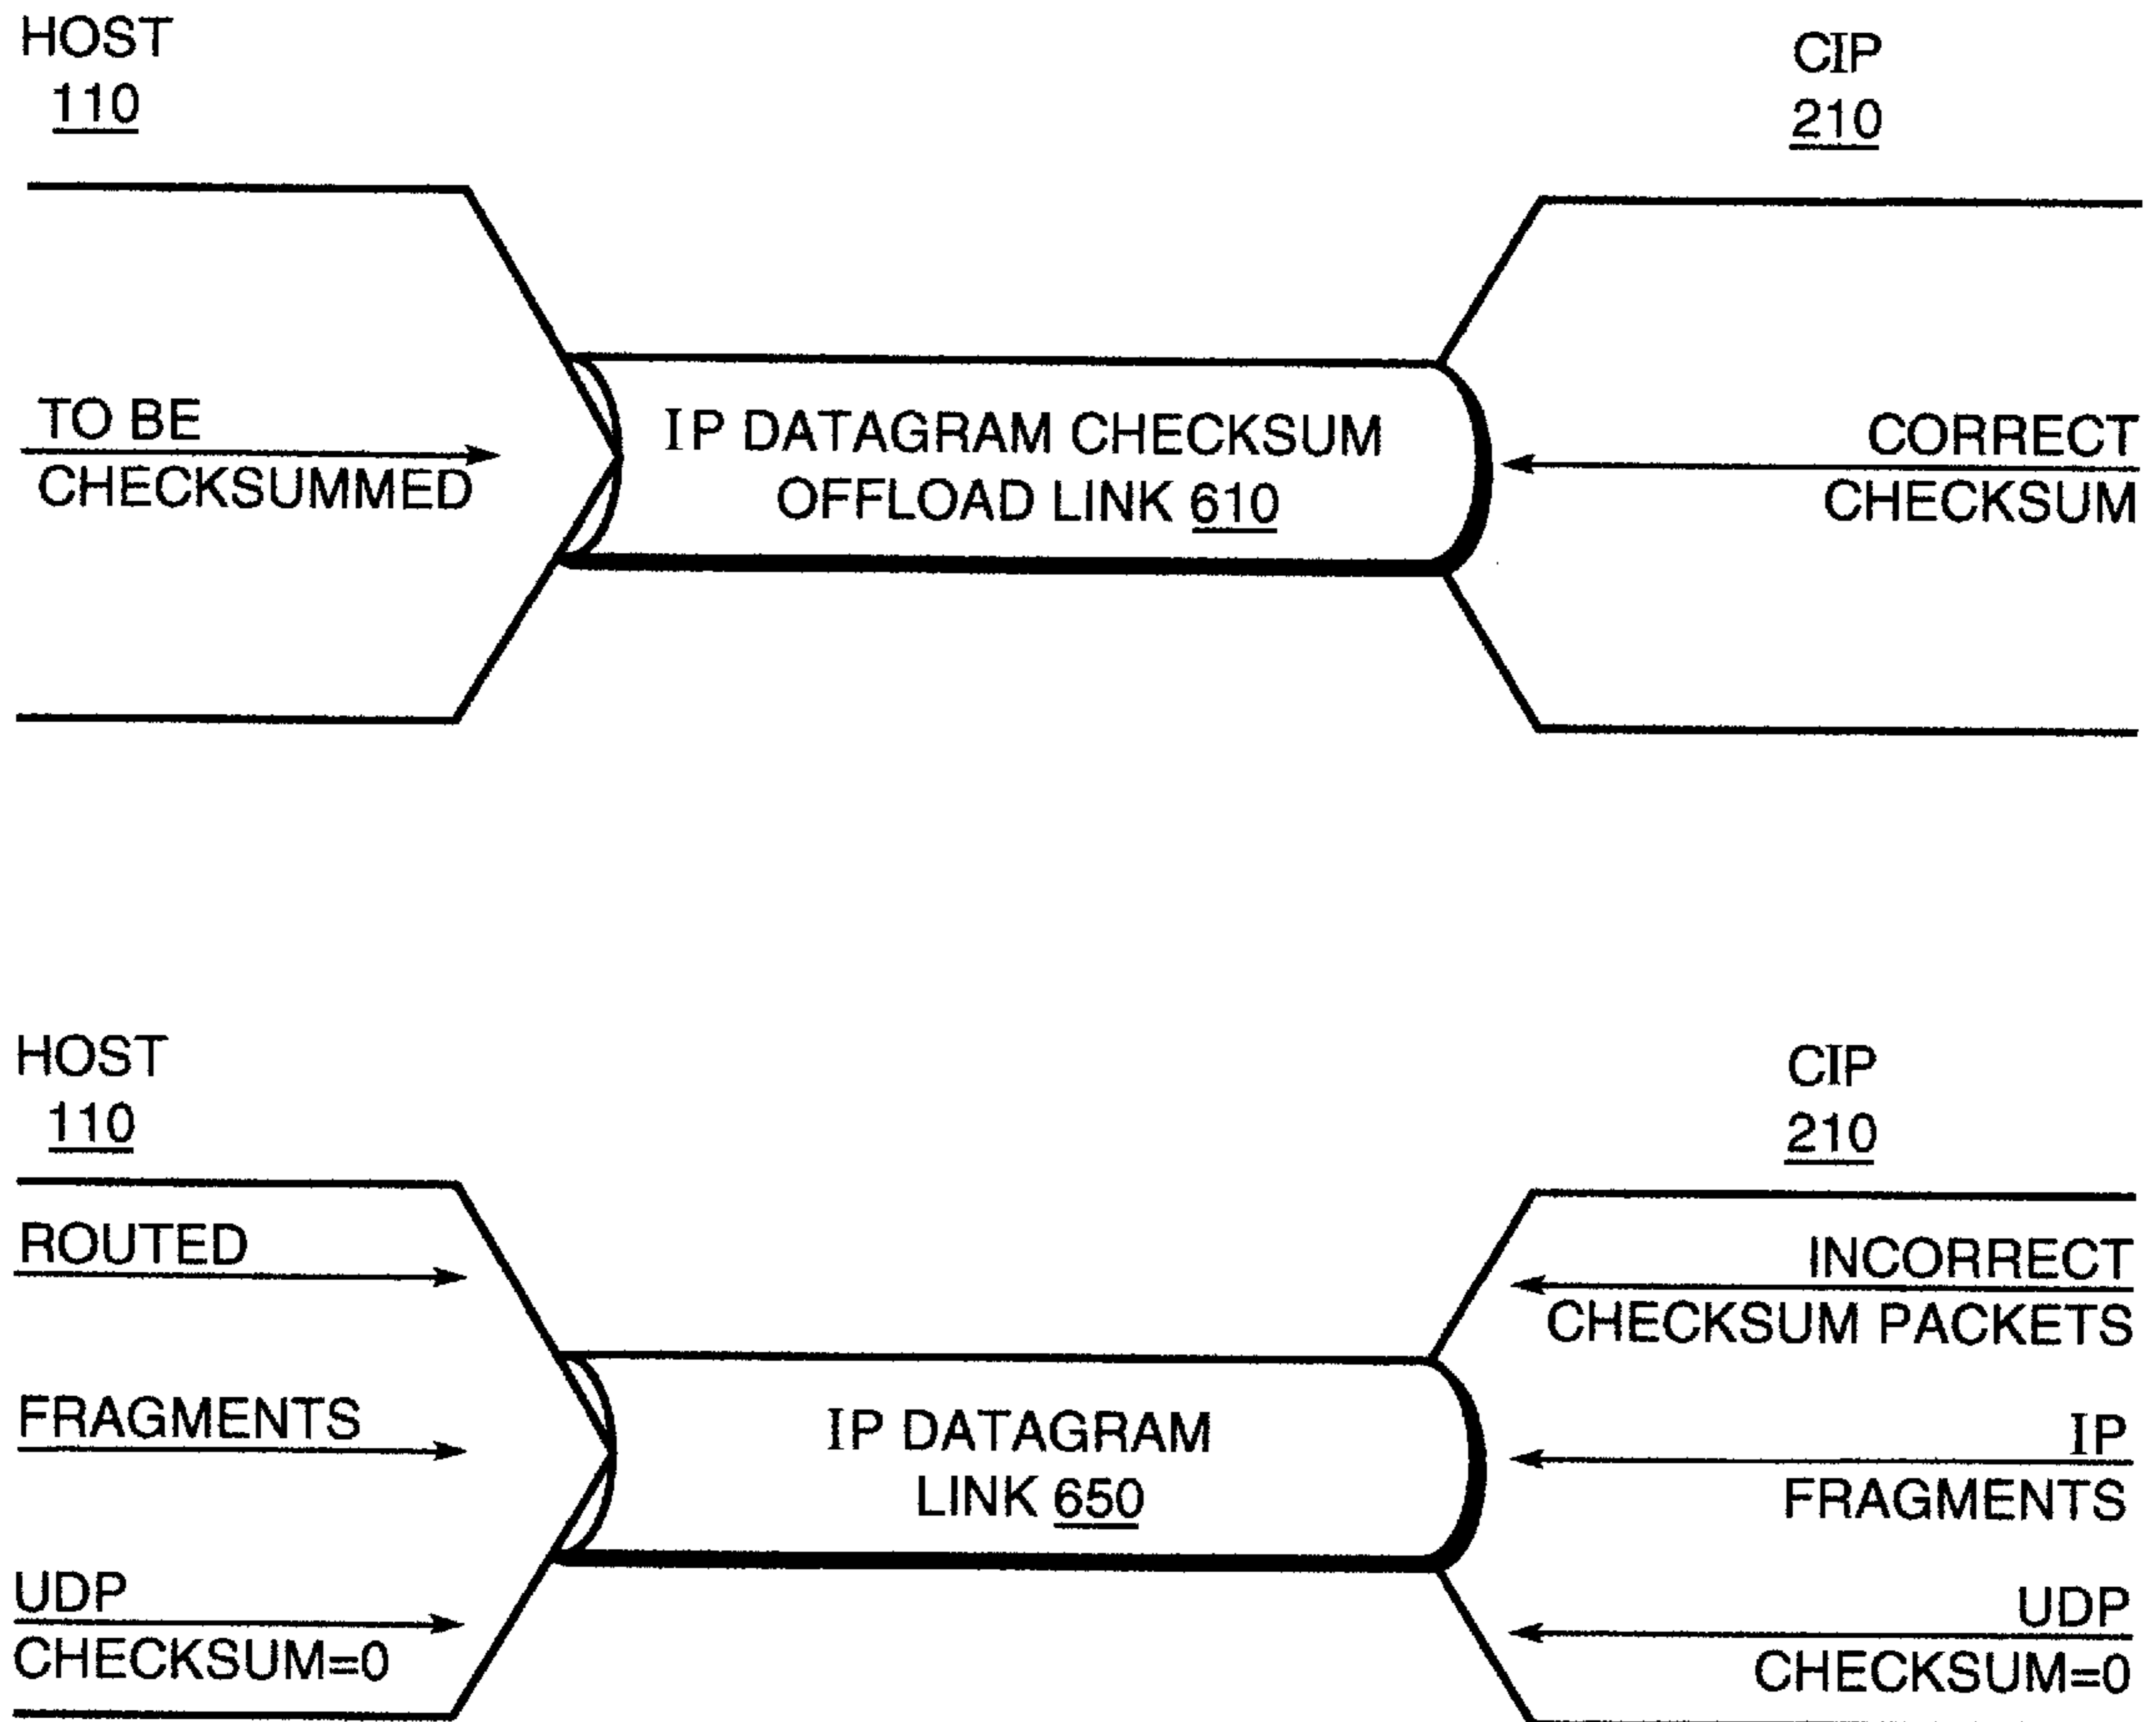 HOST
110
CIP
210
TO BE
CHECKSUMMED
IP DATAGRAM CHECKSUM
OFFLOAD LINK 610
CORRECT
CHECKSUM
HOST
110
CIP
210
ROUTED
FRAGMENTS
UDP
CHECKSUM=0
IP DATAGRAM
LINK 650
INCORRECT
CHECKSUM PACKETS
IP
FRAGMENTS
UDP
CHECKSUM=0